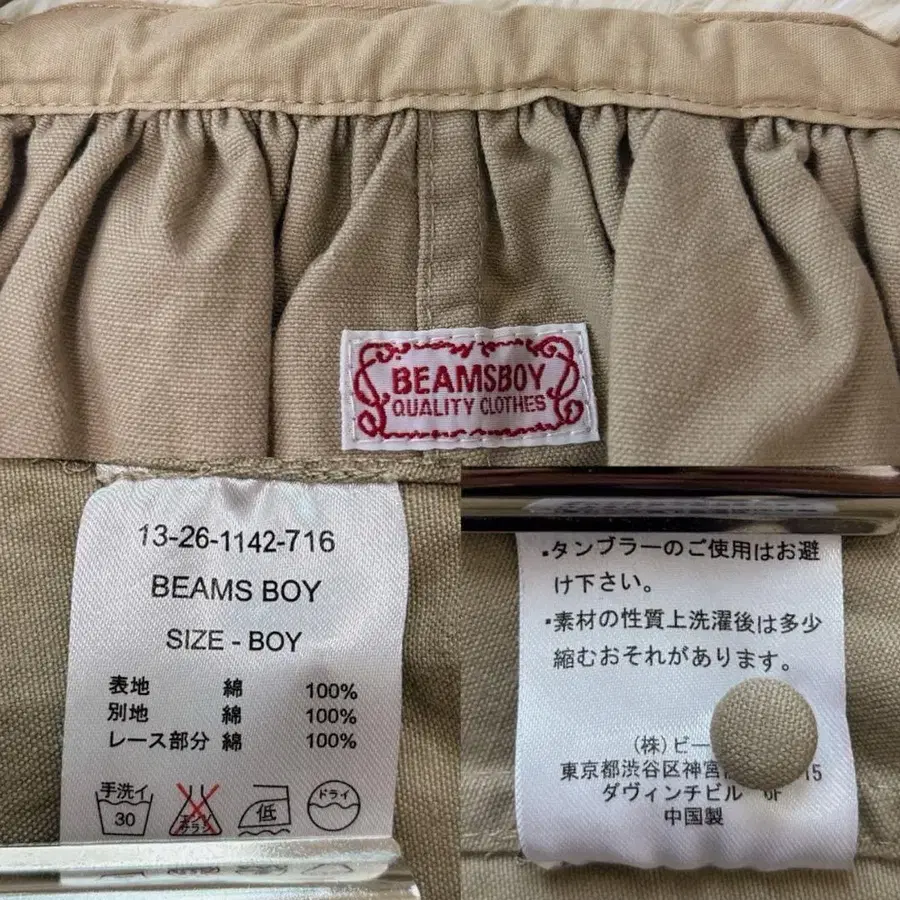 BEAMSBOY
QUALITY CLOTHES
13-26-1142-716
BEAMS BOY
SIZE - BOY
表地 綿 100%
別地 綿 100%
レース部分 綿 100%
手洗イ
30
低
ドライ
・タンブラーのご使用はお避
け下さい。
・素材の性質上洗濯後は多少
縮むおそれがあります。
(株)ビー
東京都渋谷区神宮 15
ダヴィンチビル
中国製